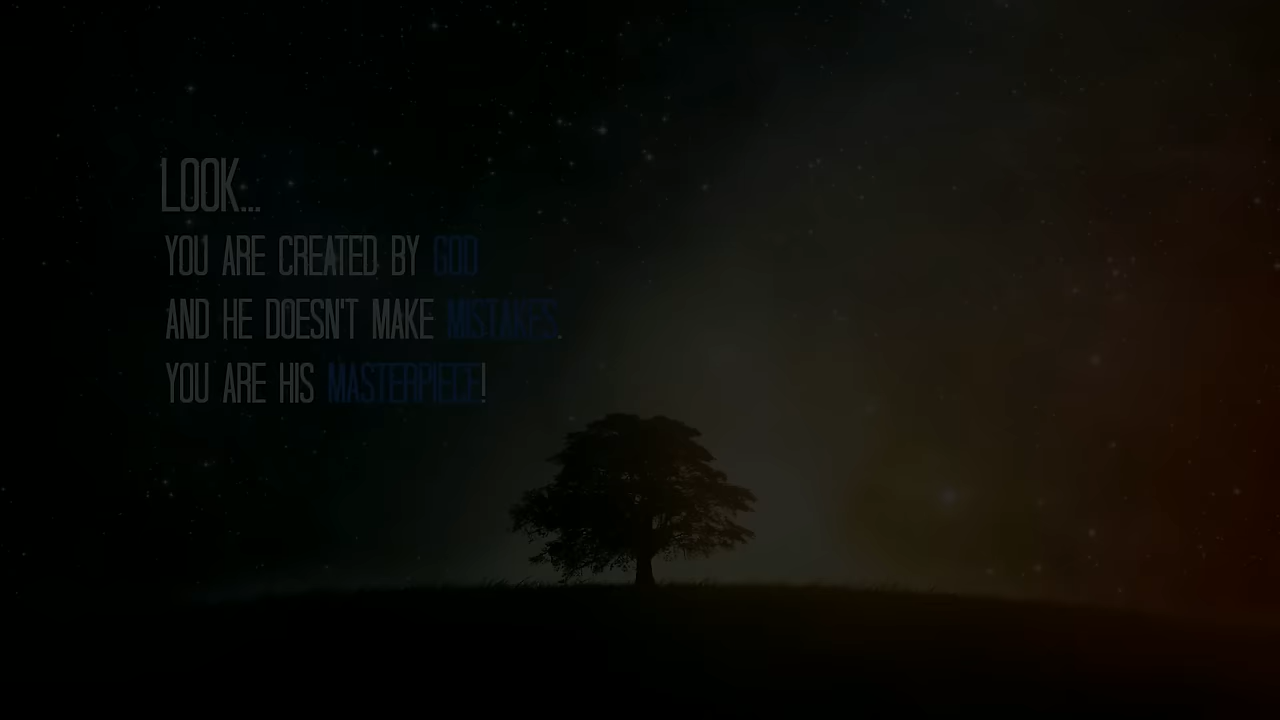 LOOK...
YOU ARE CREATED BY GOD
AND HE DOESN'T MAKE MISTAKES.
YOU ARE HIS MASTERPIECE!